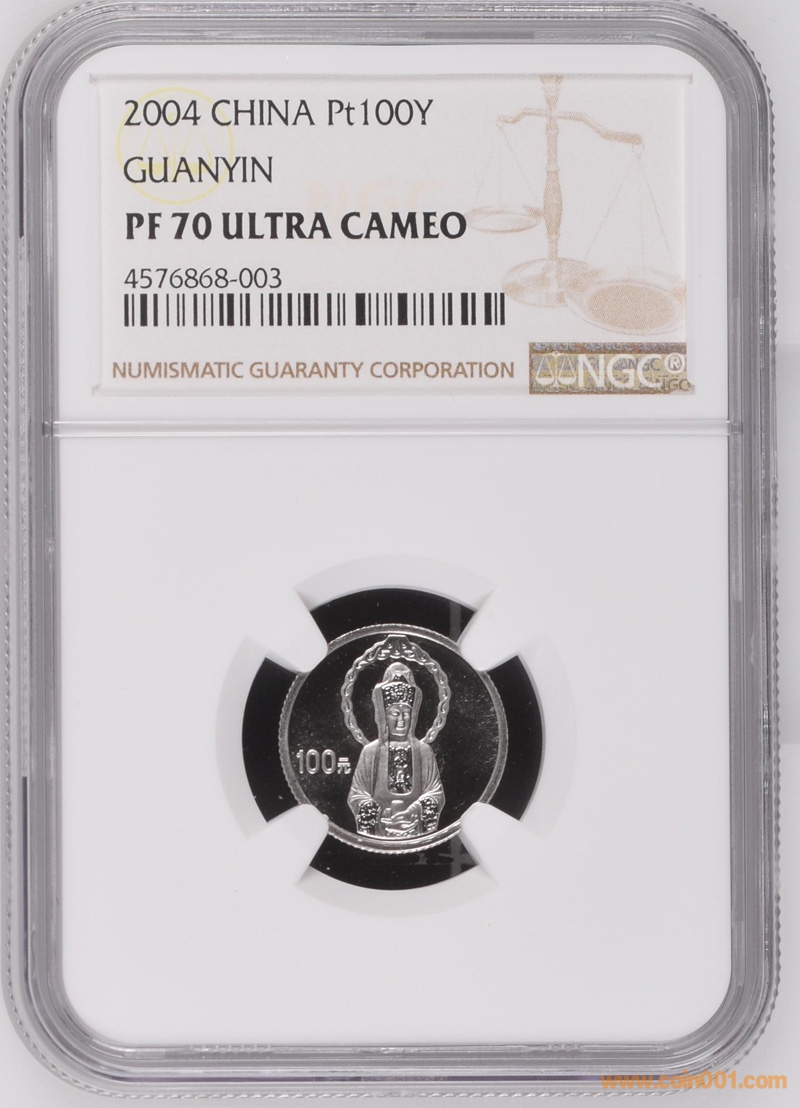 2004 CHINA Pt100Y
GUANYIN
PF 70 ULTRA CAMEO
4576868-003
NUMISMATIC GUARANTY CORPORATION
NGC®
100元
www.coin001.com